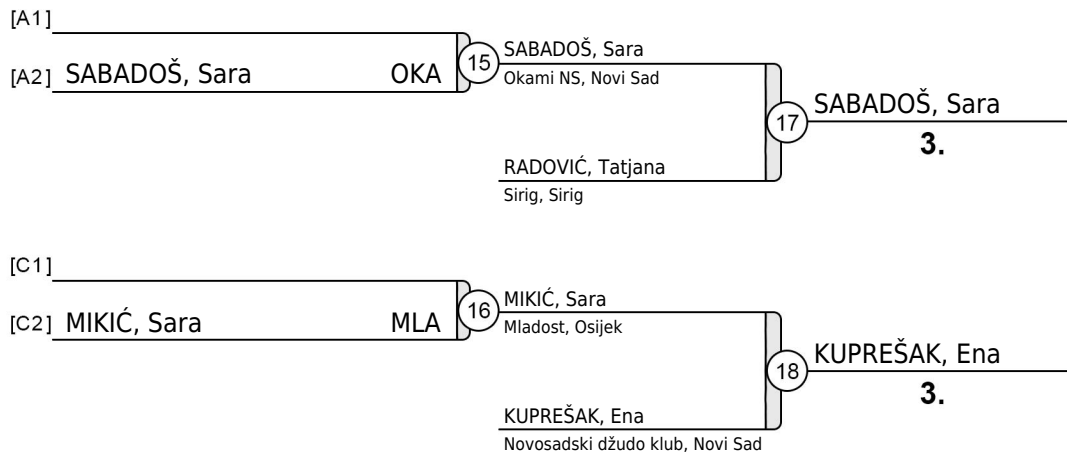 [A1]
[A2] SABADOŠ, Sara OKA
15
SABADOŠ, Sara
Okami NS, Novi Sad
17
SABADOŠ, Sara
3.
RADOVIĆ, Tatjana
Sirig, Sirig
[C1]
[C2] MIKIĆ, Sara MLA
16
MIKIĆ, Sara
Mladost, Osijek
18
KUPREŠAK, Ena
3.
KUPREŠAK, Ena
Novosadski džudo klub, Novi Sad